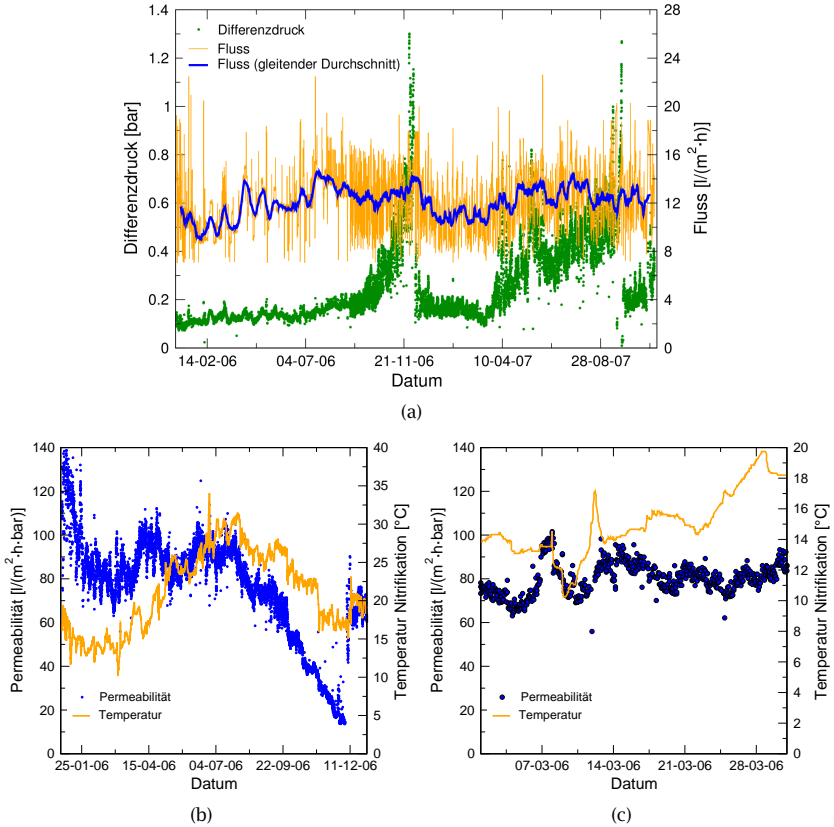 Differenzdruck
Fluss
Fluss (gleitender Durchschnitt)
Differenzdruck [bar]
1.4
1.2
1
0.8
0.6
0.4
0.2
0
28
24
20
16
12
8
4
0
Fluss [l/(m²·h)]
14-02-06 04-07-06 21-11-06 10-04-07 28-08-07
Datum
(a)
Permeabilität [l/(m²·h·bar)]
140
120
100
80
60
40
20
0
40
35
30
25
20
15
10
5
0
Temperatur Nitrifikation [°C]
Permeabilität
Temperatur
25-01-06 15-04-06 04-07-06 22-09-06 11-12-06
Datum
(b)
Permeabilität [l/(m²·h·bar)]
140
120
100
80
60
40
20
0
20
18
16
14
12
10
8
6
4
2
0
Temperatur Nitrifikation [°C]
Permeabilität
Temperatur
07-03-06 14-03-06 21-03-06 28-03-06
Datum
(c)